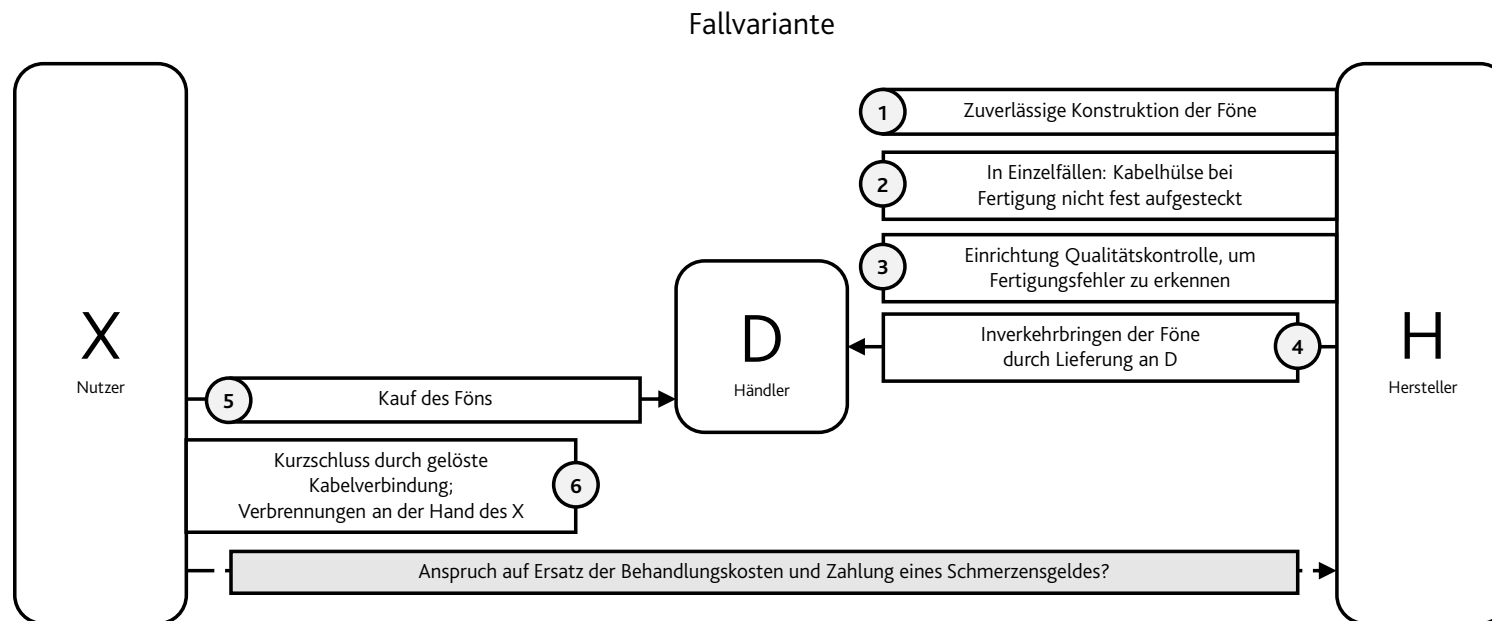 Fallvariante
X
Nutzer
D
Händler
H
Hersteller
1
Zuverlässige Konstruktion der Föne
2
In Einzelfällen: Kabelhülse bei
Fertigung nicht fest aufgesteckt
3
Einrichtung Qualitätskontrolle, um
Fertigungsfehler zu erkennen
Inverkehrbringen der Föne
durch Lieferung an D
4
5
Kauf des Föns
Kurzschluss durch gelöste
Kabelverbindung;
Verbrennungen an der Hand des X
6
Anspruch auf Ersatz der Behandlungskosten und Zahlung eines Schmerzensgeldes?